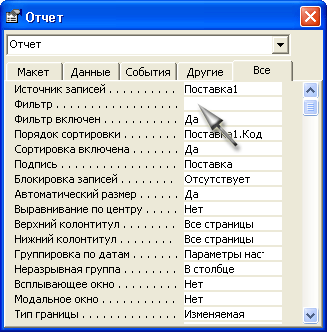 Отчет
Отчет
Макет Данные События Другие Все
Источник записей . . . . . . . . . . Поставка1
Фильтр . . . . . . . . . . . . . . . . . . .
Фильтр включен . . . . . . . . . . . Да
Порядок сортировки . . . . . . . . Поставка1.Код
Сортировка включена . . . . . . . Да
Подпись . . . . . . . . . . . . . . . . . . Поставка
Блокировка записей . . . . . . . . Отсутствует
Автоматический размер . . . . . Да
Выравнивание по центру . . . . Нет
Верхний колонтитул . . . . . . . . Все страницы
Нижний колонтитул . . . . . . . . . Все страницы
Группировка по датам . . . . . . . Параметры наст
Неразрывная группа . . . . . . . . В столбце
Всплывающее окно . . . . . . . . . Нет
Модальное окно . . . . . . . . . . . . Нет
Тип границы . . . . . . . . . . . . . . . Изменяемая